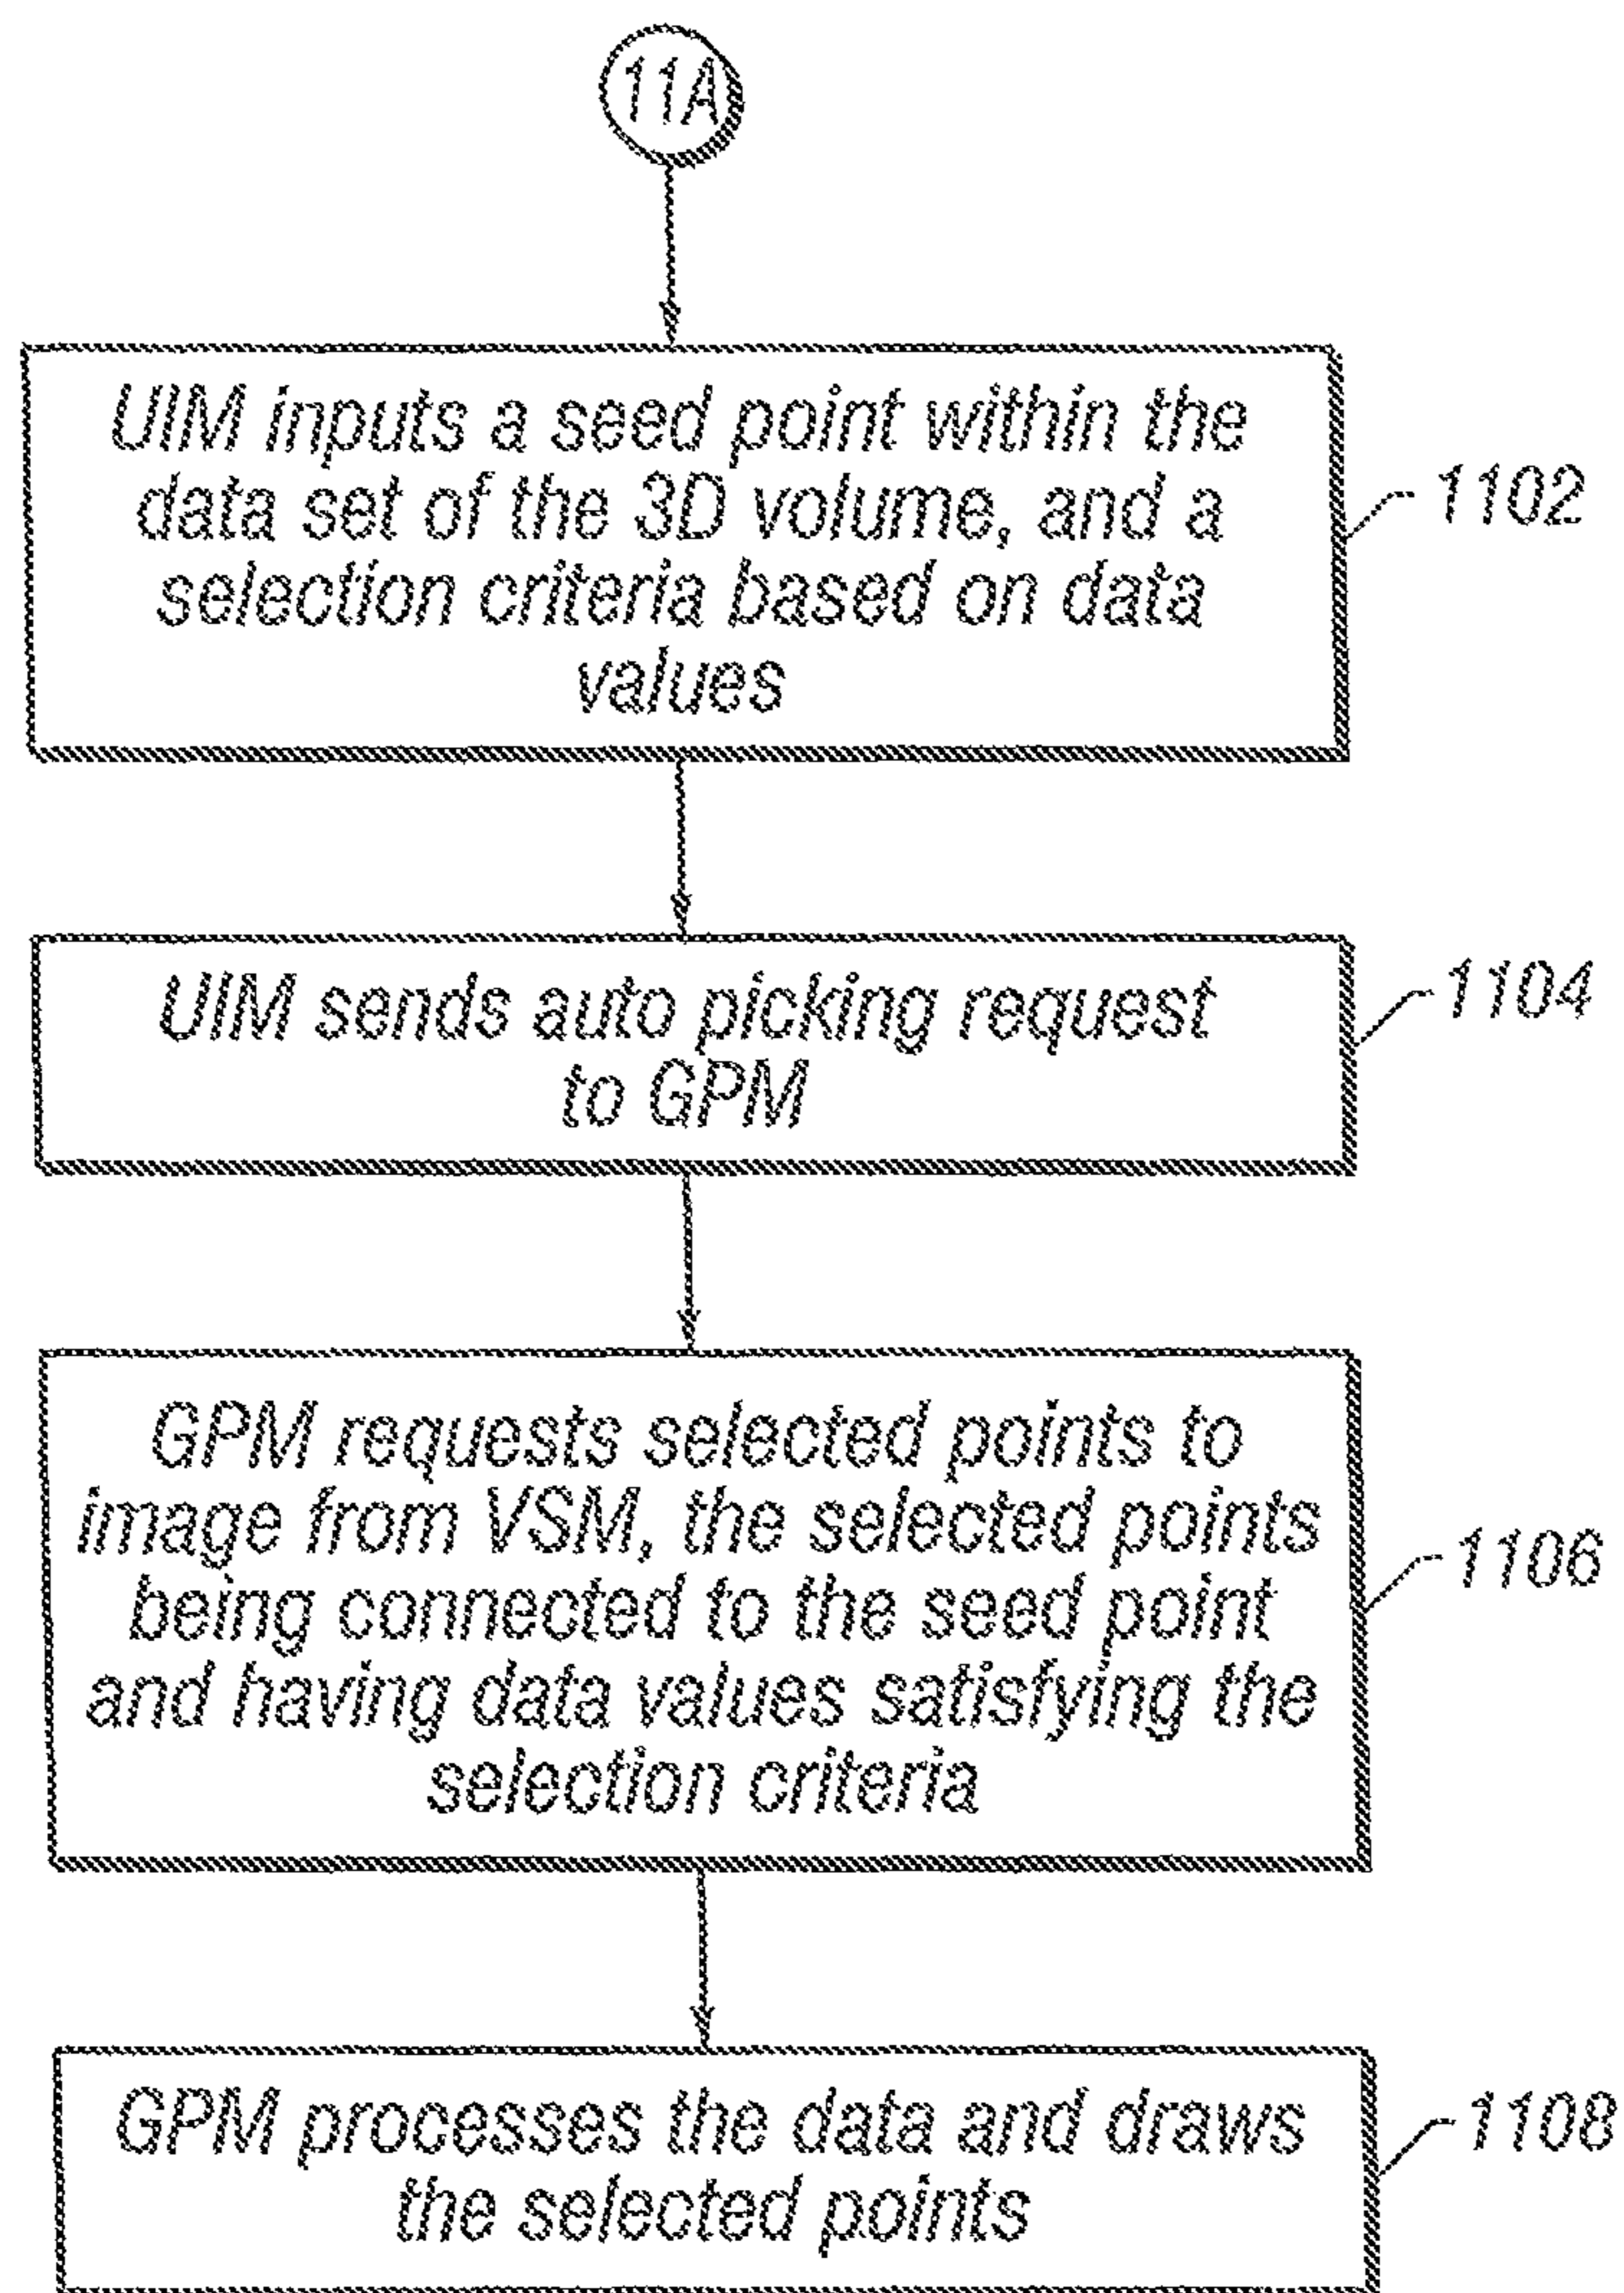 11A
UIM inputs a seed point within the
data set of the 3D volume, and a
selection criteria based on data
values
1102
UIM sends auto picking request
to GPM
1104
GPM requests selected points to
image from VSM, the selected points
being connected to the seed point
and having data values satisfying the
selection criteria
1106
GPM processes the data and draws
the selected points
1108